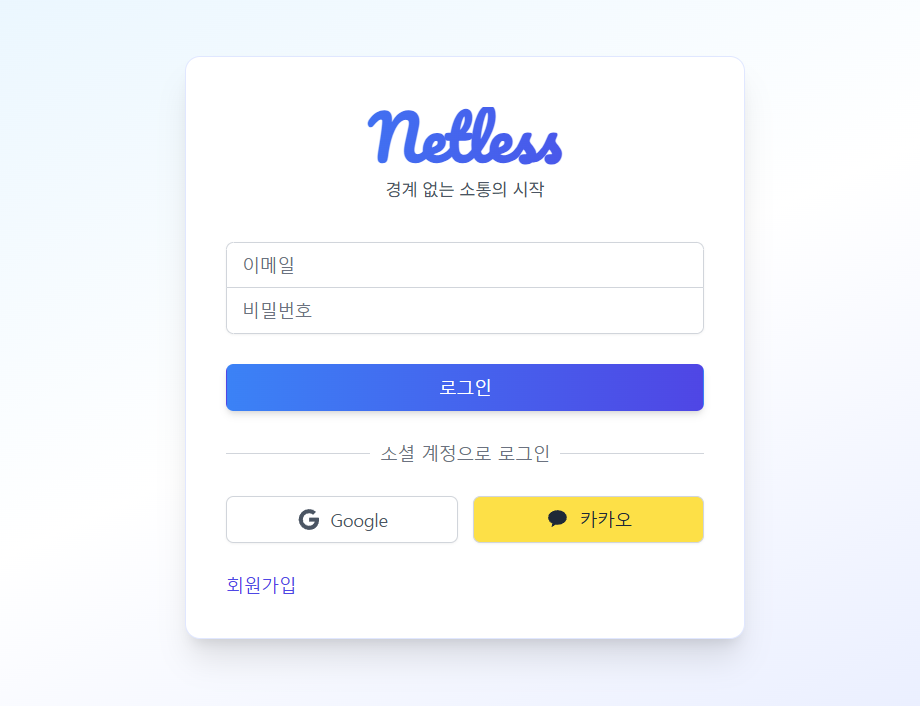 Netless
경계 없는 소통의 시작
이메일
비밀번호
로그인
소셜 계정으로 로그인
Google
카카오
회원가입